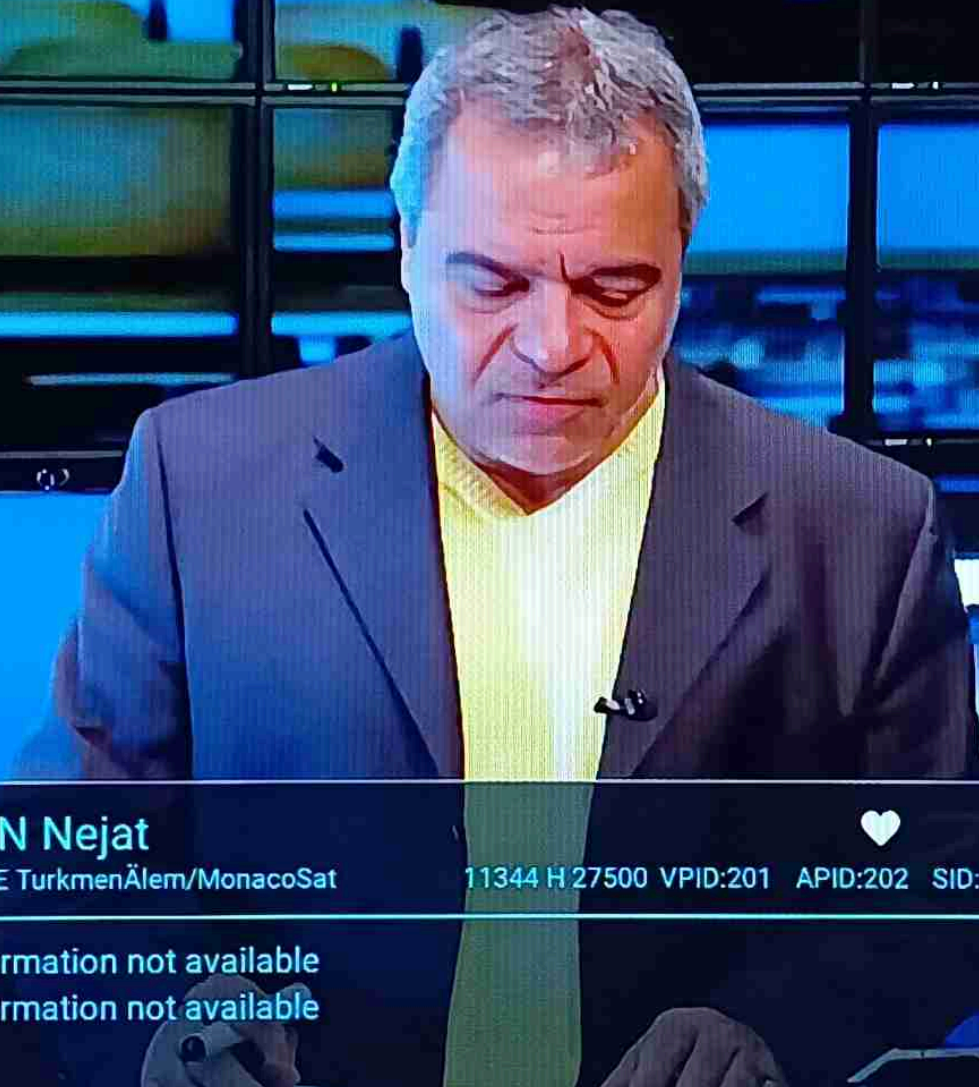 N Nejat
E TurkmenÄlem/MonacoSat 11344 H 27500 VPID:201 APID:202 SID:
rmation not available
rmation not available